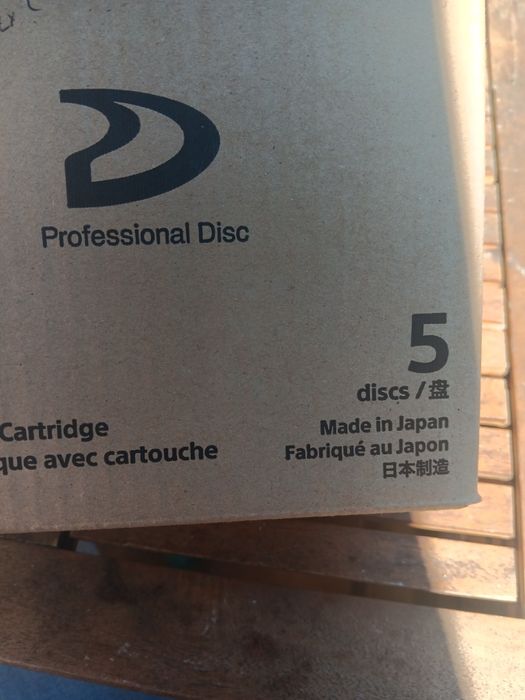 Professional Disc
5
discs / 盘
Cartridge
que avec cartouche
Made in Japan
Fabriqué au Japon
日本制造